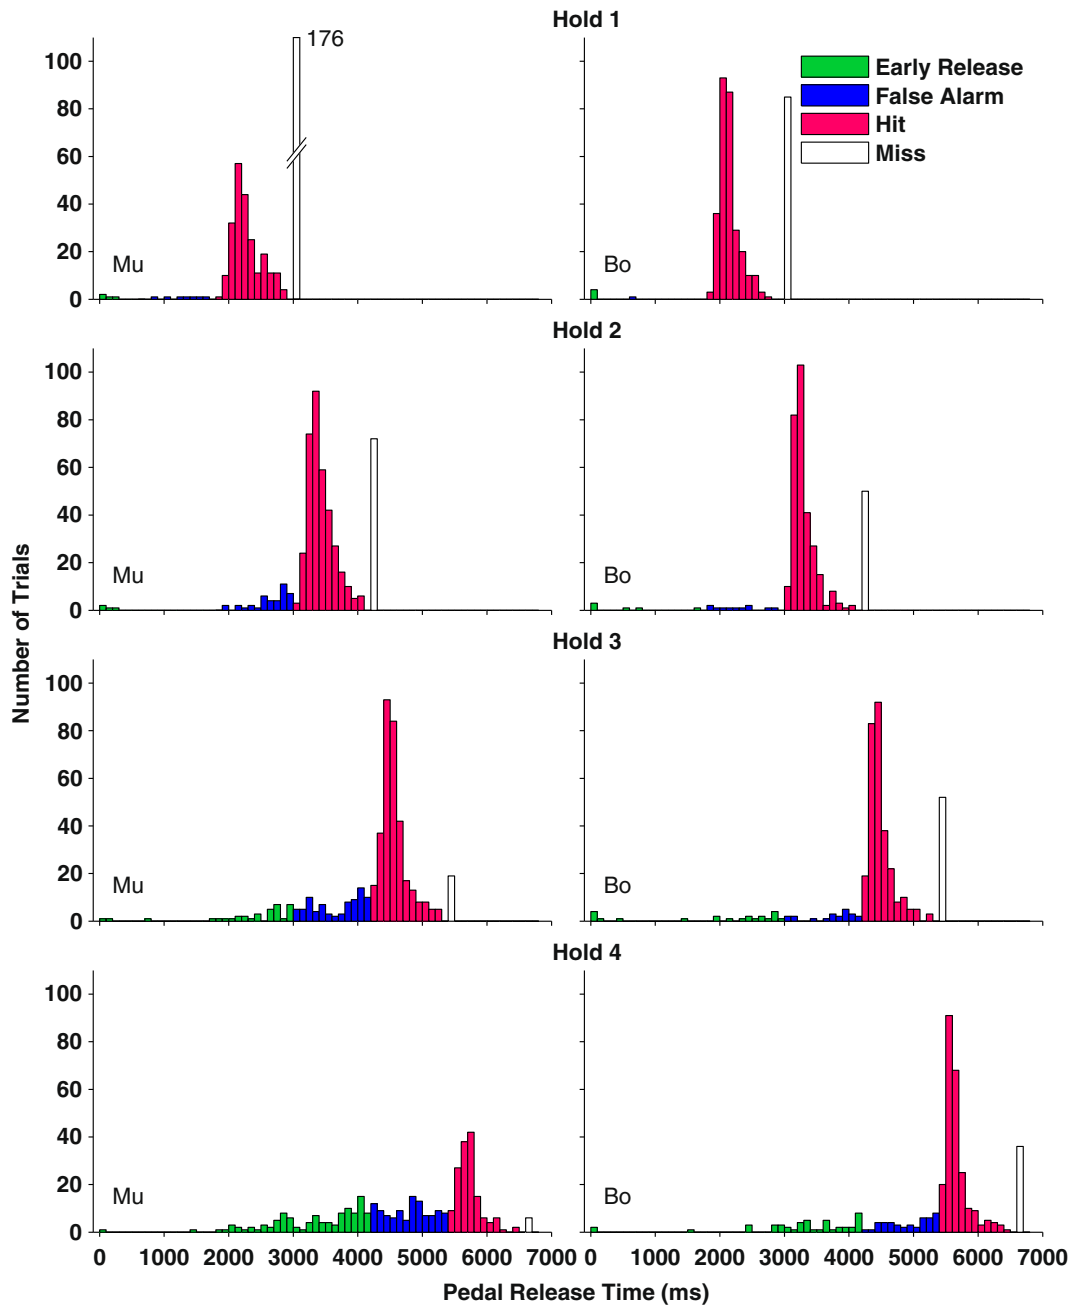 Hold 1
176
100
80
60
40
20
0
Mu
Bo
Early Release
False Alarm
Hit
Miss
Hold 2
100
80
60
40
20
0
Mu
Bo
Hold 3
100
80
60
40
20
0
Mu
Bo
Hold 4
100
80
60
40
20
0
Mu
Bo
0 1000 2000 3000 4000 5000 6000 7000
0 1000 2000 3000 4000 5000 6000 7000
Number of Trials
Pedal Release Time (ms)